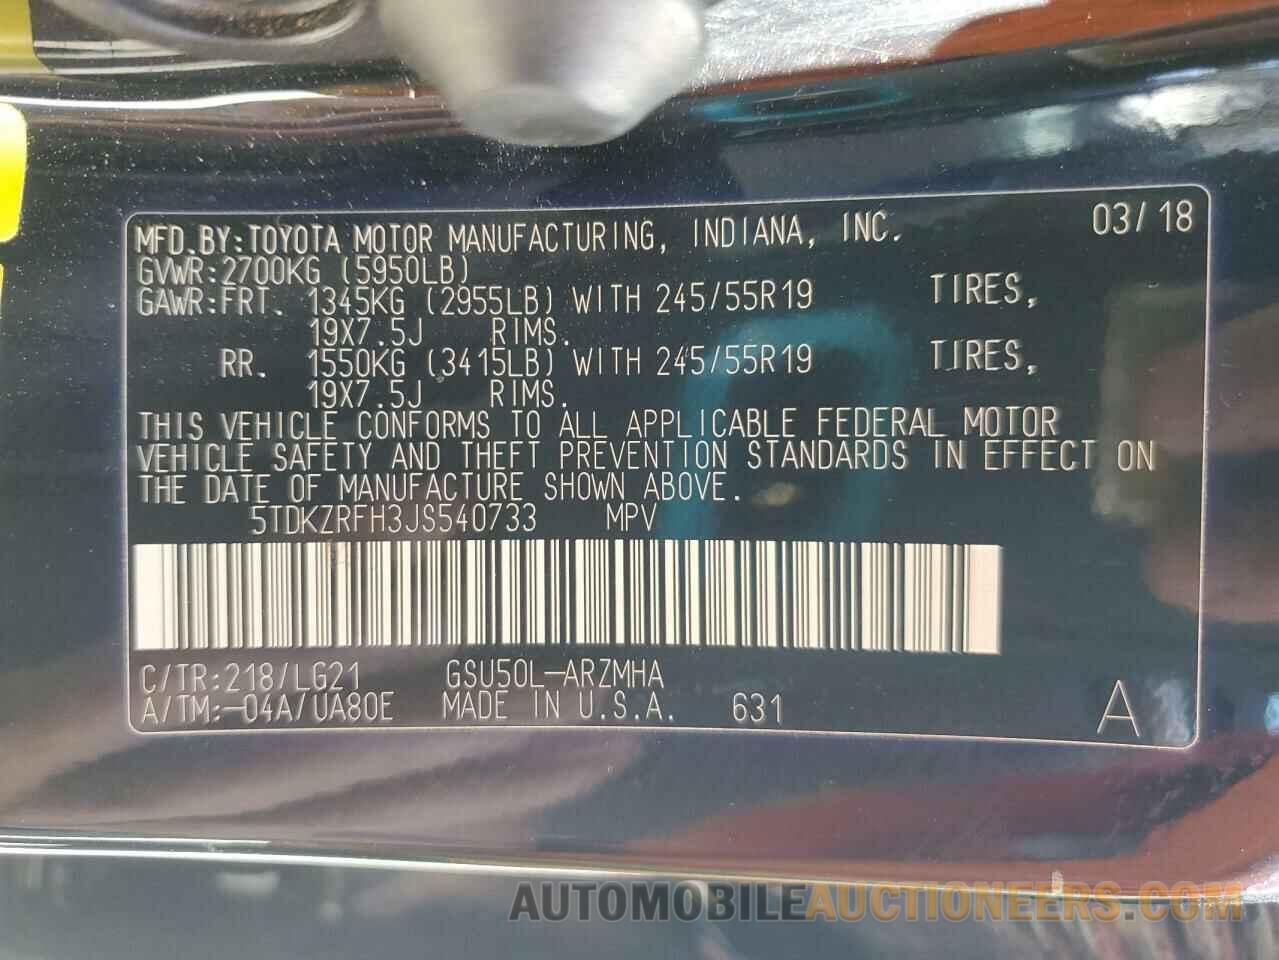 MFD.BY:TOYOTA MOTOR MANUFACTURING, INDIANA, INC. 03/18
GVWR:2700KG (5950LB)
GAWR:FRT. 1345KG (2955LB) WITH 245/55R19 TIRES,
19X7.5J RIMS.
RR. 1550KG (3415LB) WITH 245/55R19 TIRES,
19X7.5J RIMS.
THIS VEHICLE CONFORMS TO ALL APPLICABLE FEDERAL MOTOR
VEHICLE SAFETY AND THEFT PREVENTION STANDARDS IN EFFECT ON
THE DATE OF MANUFACTURE SHOWN ABOVE.
5TDKZRFH3JS540733 MPV
C/TR:218/LG21 GSU50L-ARZMHA
A/TM:-04A/UA80E MADE IN U.S.A. 631 A
AUTOMOBILEAUCTIONEERS.COM